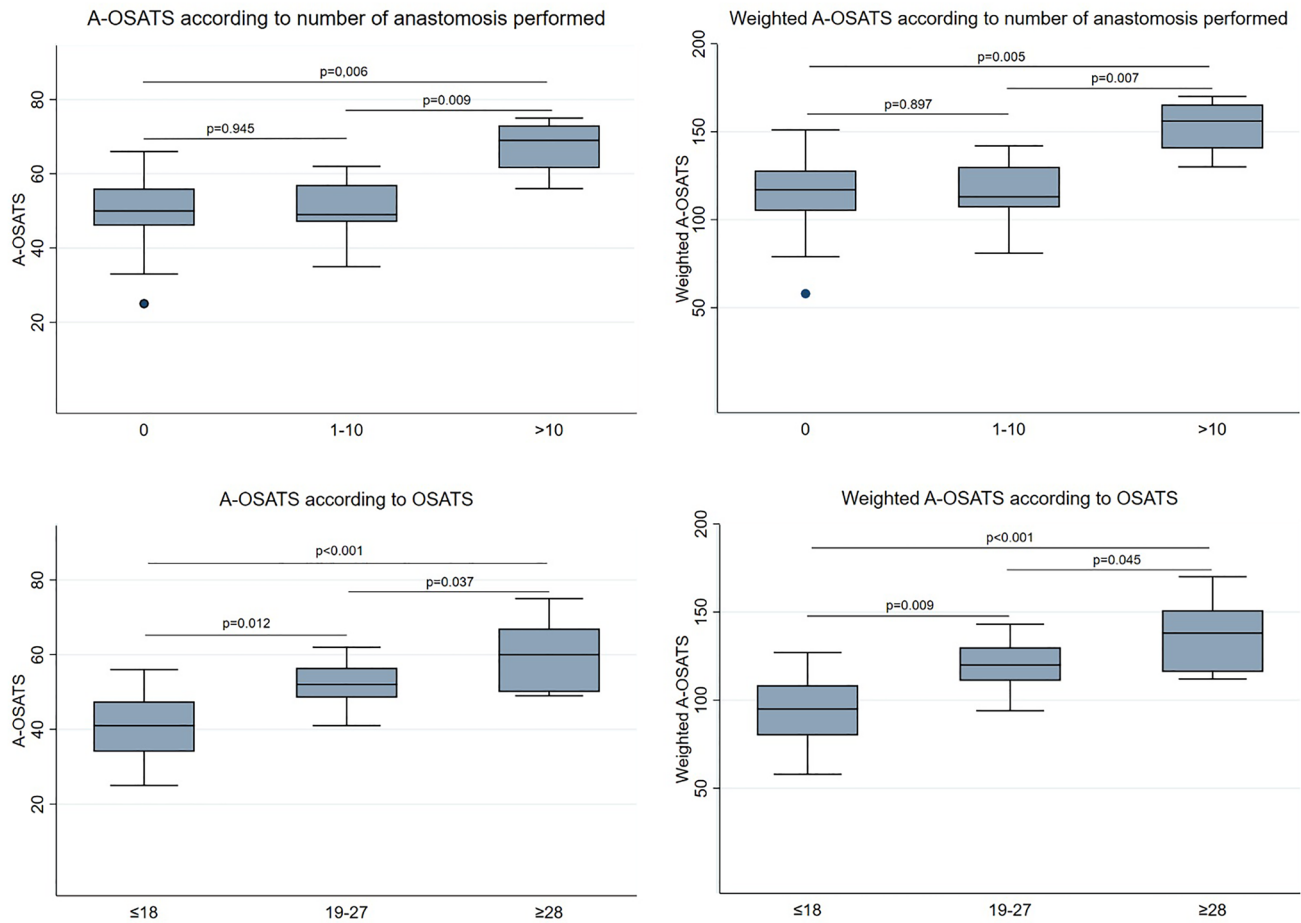 A-OSATS according to number of anastomosis performed
p=0,006
p=0.009
p=0.945
80
60
40
20
A-OSATS
0
1-10
>10
Weighted A-OSATS according to number of anastomosis performed
p=0.005
p=0.007
p=0.897
200
150
100
50
Weighted A-OSATS
0
1-10
>10
A-OSATS according to OSATS
p<0.001
p=0.037
p=0.012
80
60
40
20
A-OSATS
≤18
19-27
≥28
Weighted A-OSATS according to OSATS
p<0.001
p=0.045
p=0.009
200
150
100
50
Weighted A-OSATS
≤18
19-27
≥28